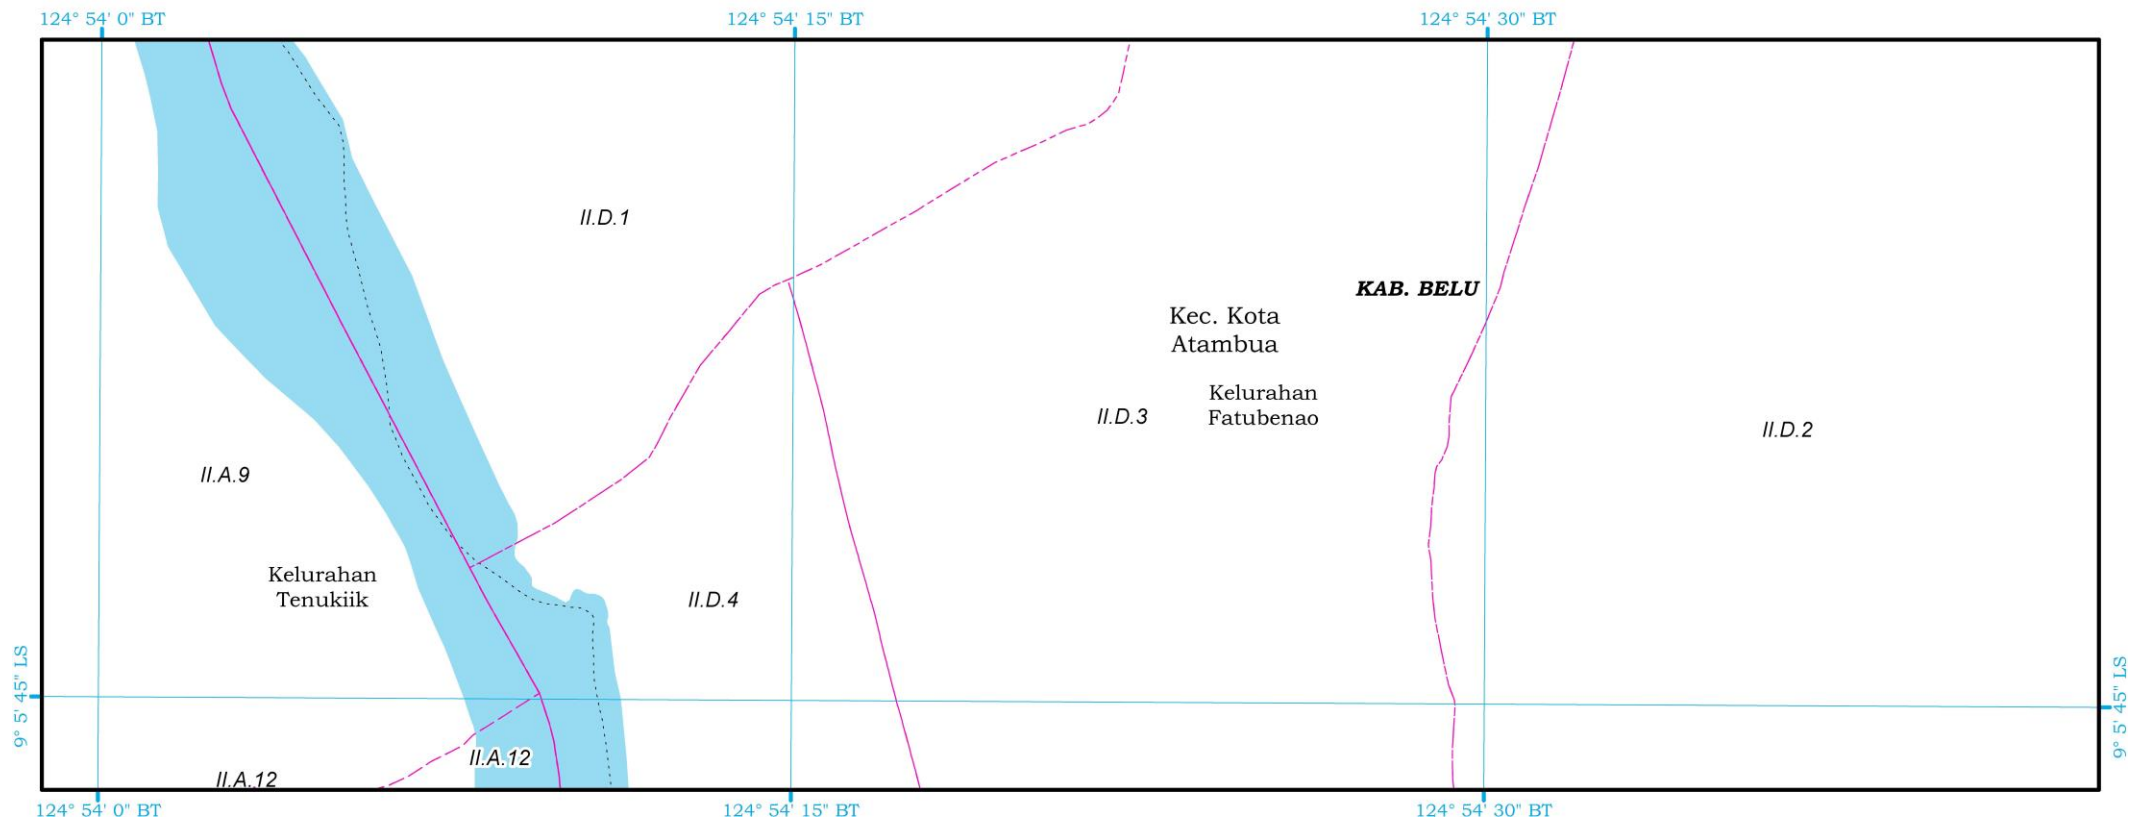 124° 54' 0" BT
124° 54' 15" BT
124° 54' 30" BT
II.D.1
KAB. BELU
Kec. Kota
Atambua
Kelurahan
Fatubenao
II.D.3
II.D.2
II.A.9
Kelurahan
Tenukiik
II.D.4
9° 5' 45" LS
9° 5' 45" LS
II.A.12
II.A.12
124° 54' 0" BT
124° 54' 15" BT
124° 54' 30" BT